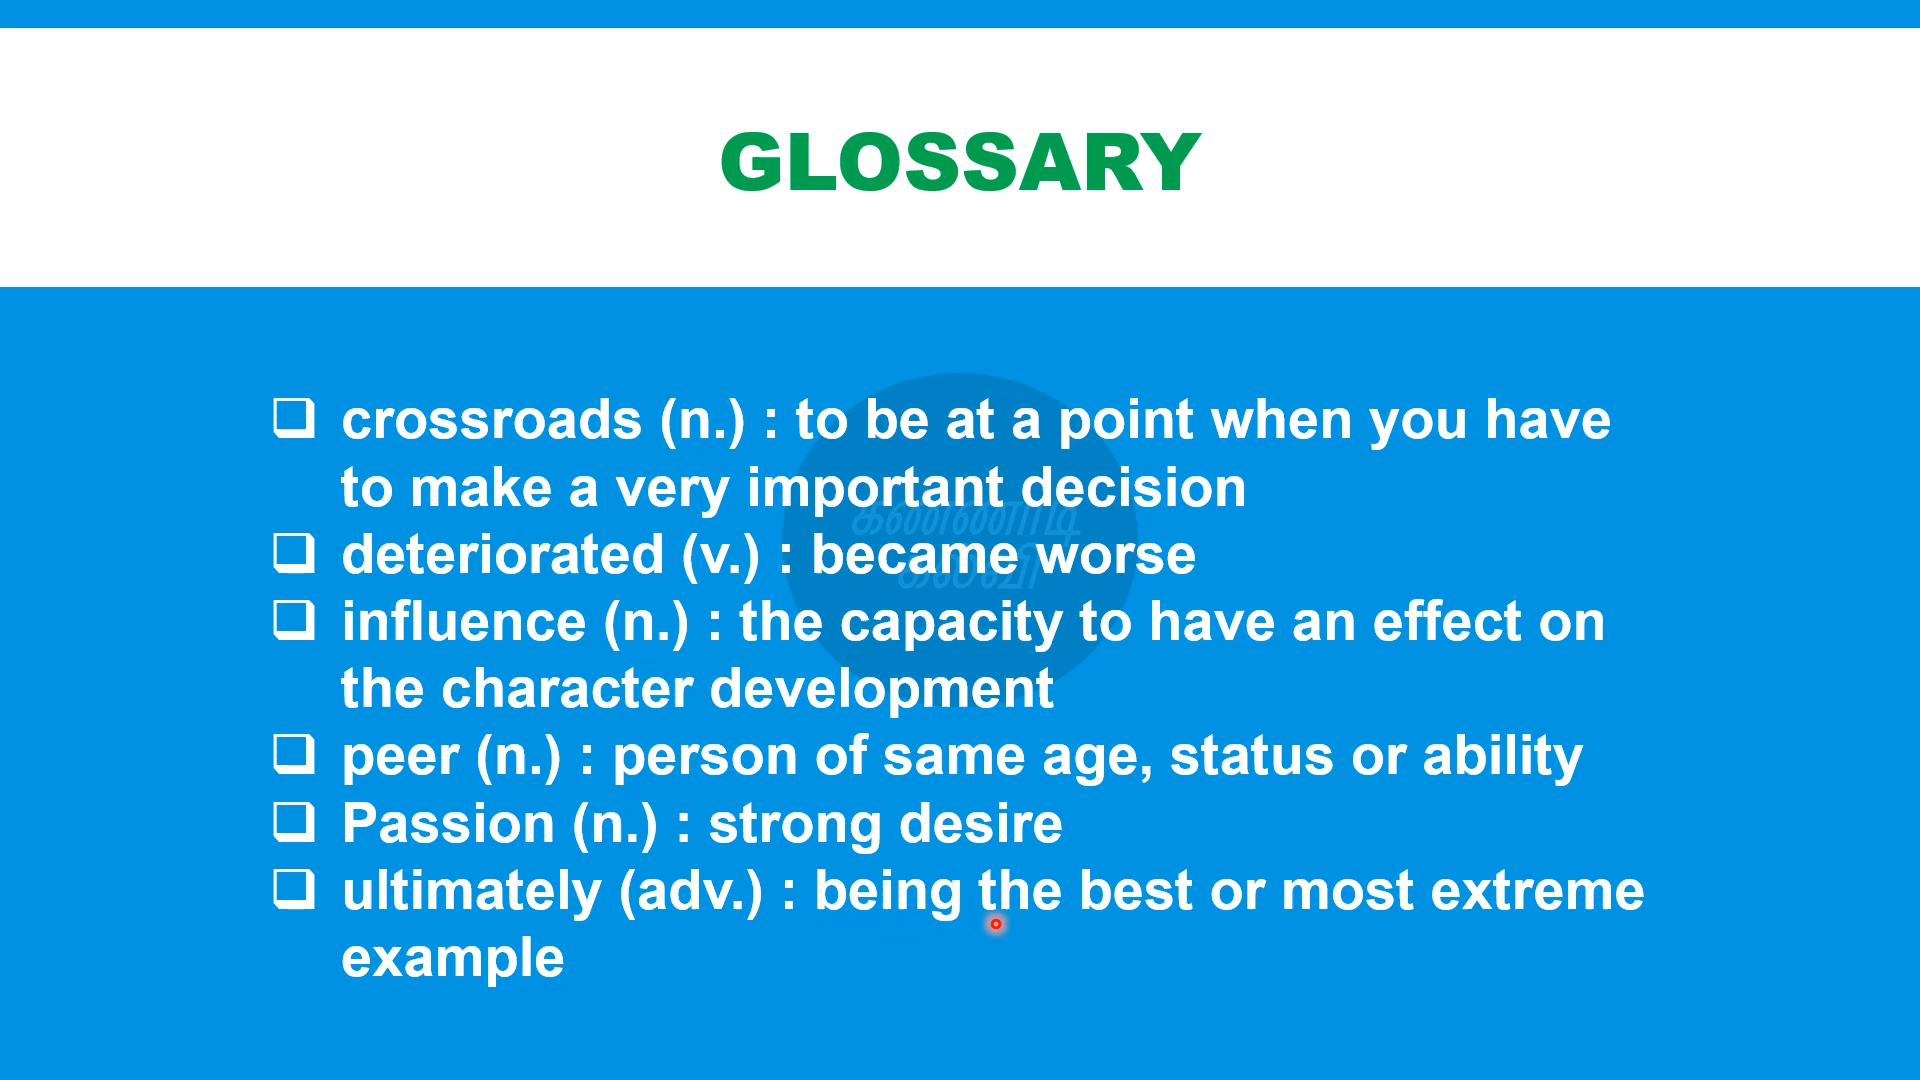 GLOSSARY
❑ crossroads (n.) : to be at a point when you have
to make a very important decision
❑ deteriorated (v.) : became worse
❑ influence (n.) : the capacity to have an effect on
the character development
❑ peer (n.) : person of same age, status or ability
❑ Passion (n.) : strong desire
❑ ultimately (adv.) : being the best or most extreme
example
கண்ணாடி
கல்வி